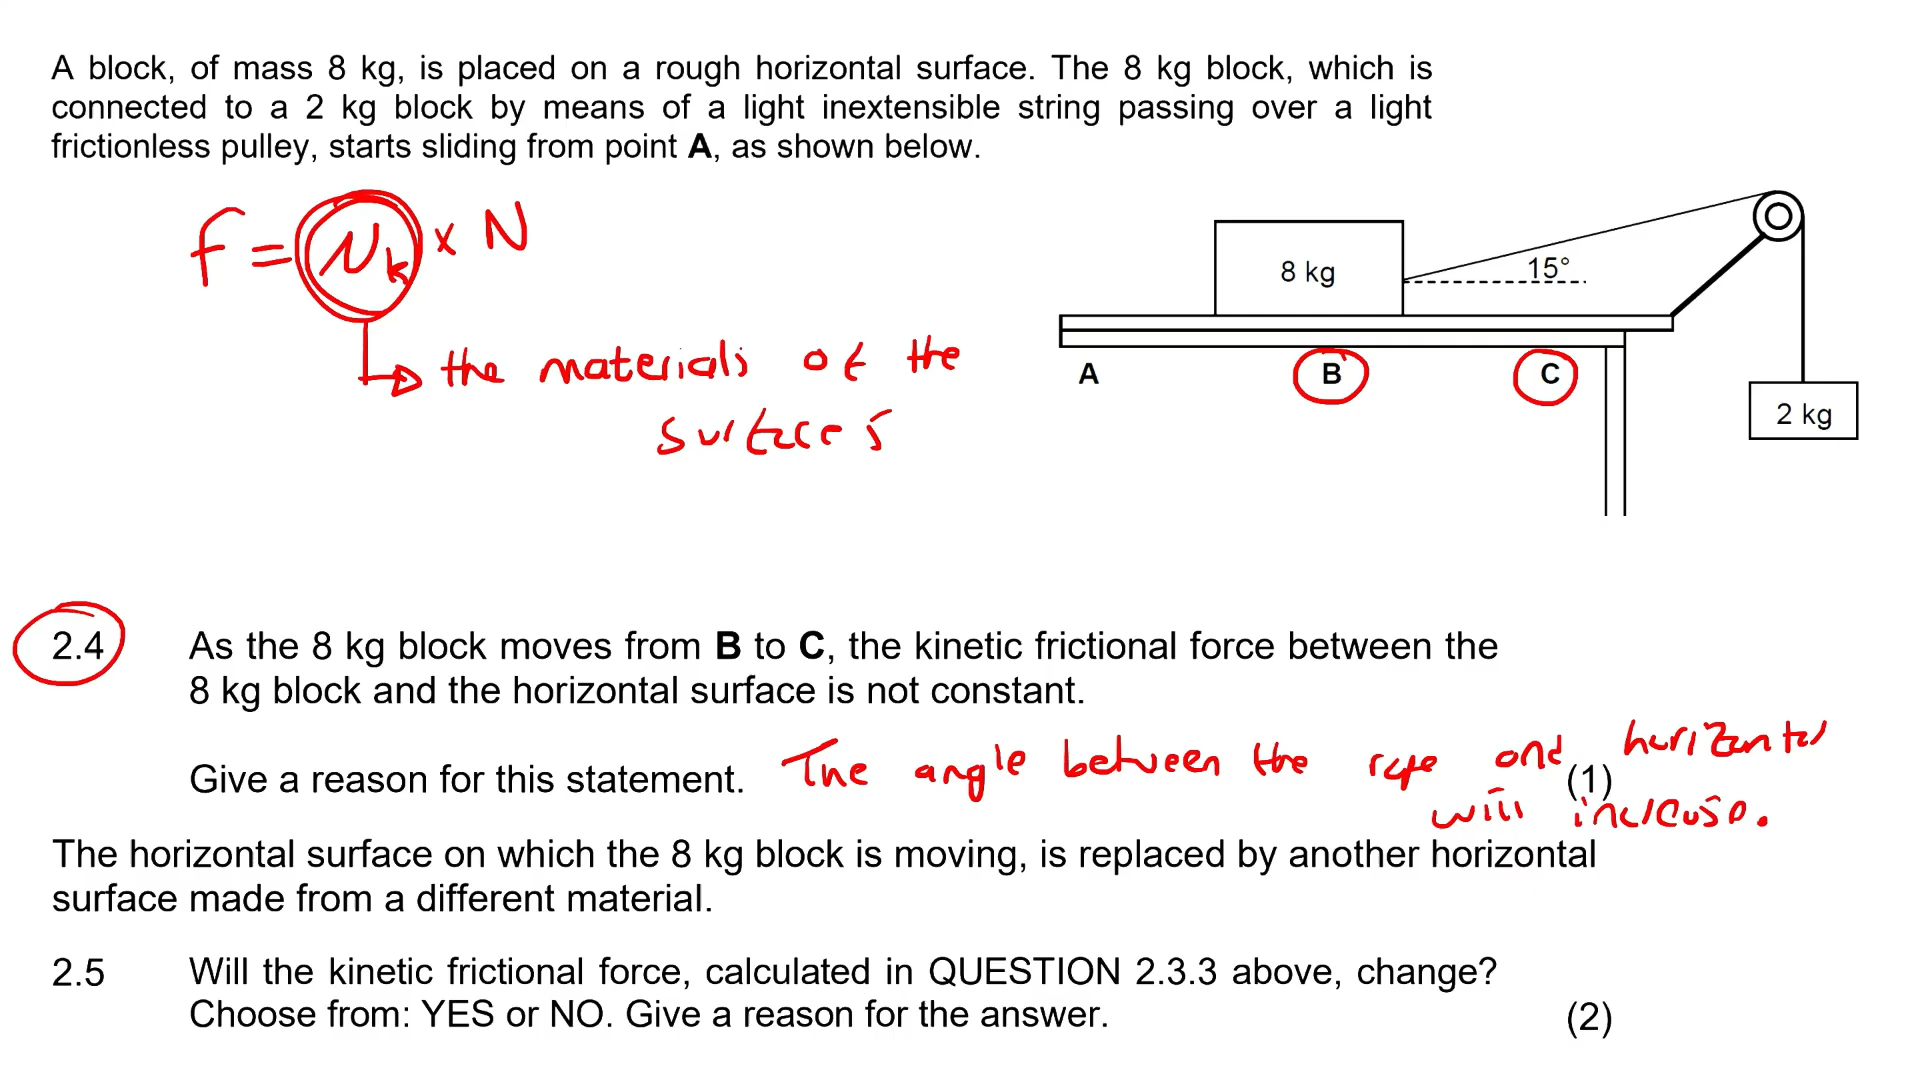 A block, of mass 8 kg, is placed on a rough horizontal surface. The 8 kg block, which is
connected to a 2 kg block by means of a light inextensible string passing over a light
frictionless pulley, starts sliding from point A, as shown below.
f = μk × N
the materials of the
surfaces
8 kg
15°
A
B
C
2 kg
2.4 As the 8 kg block moves from B to C, the kinetic frictional force between the
8 kg block and the horizontal surface is not constant.
Give a reason for this statement. (1)
The angle between the rope and horizontal
will increase.
The horizontal surface on which the 8 kg block is moving, is replaced by another horizontal
surface made from a different material.
2.5 Will the kinetic frictional force, calculated in QUESTION 2.3.3 above, change?
Choose from: YES or NO. Give a reason for the answer. (2)